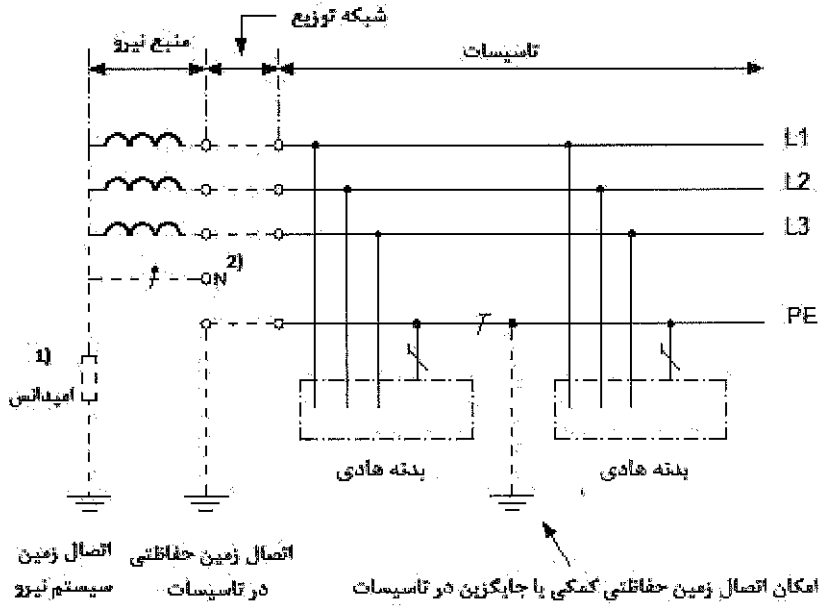 شبکه توزیع
منبع نیرو
تاسیسات
L1
L2
L3
N 2)
PE
1)
امپدانس
بدنه هادی
بدنه هادی
اتصال زمین
سیستم نیرو
اتصال زمین حفاظتی
در تاسیسات
امکان اتصال زمین حفاظتی کمکی یا جایگزین در تاسیسات